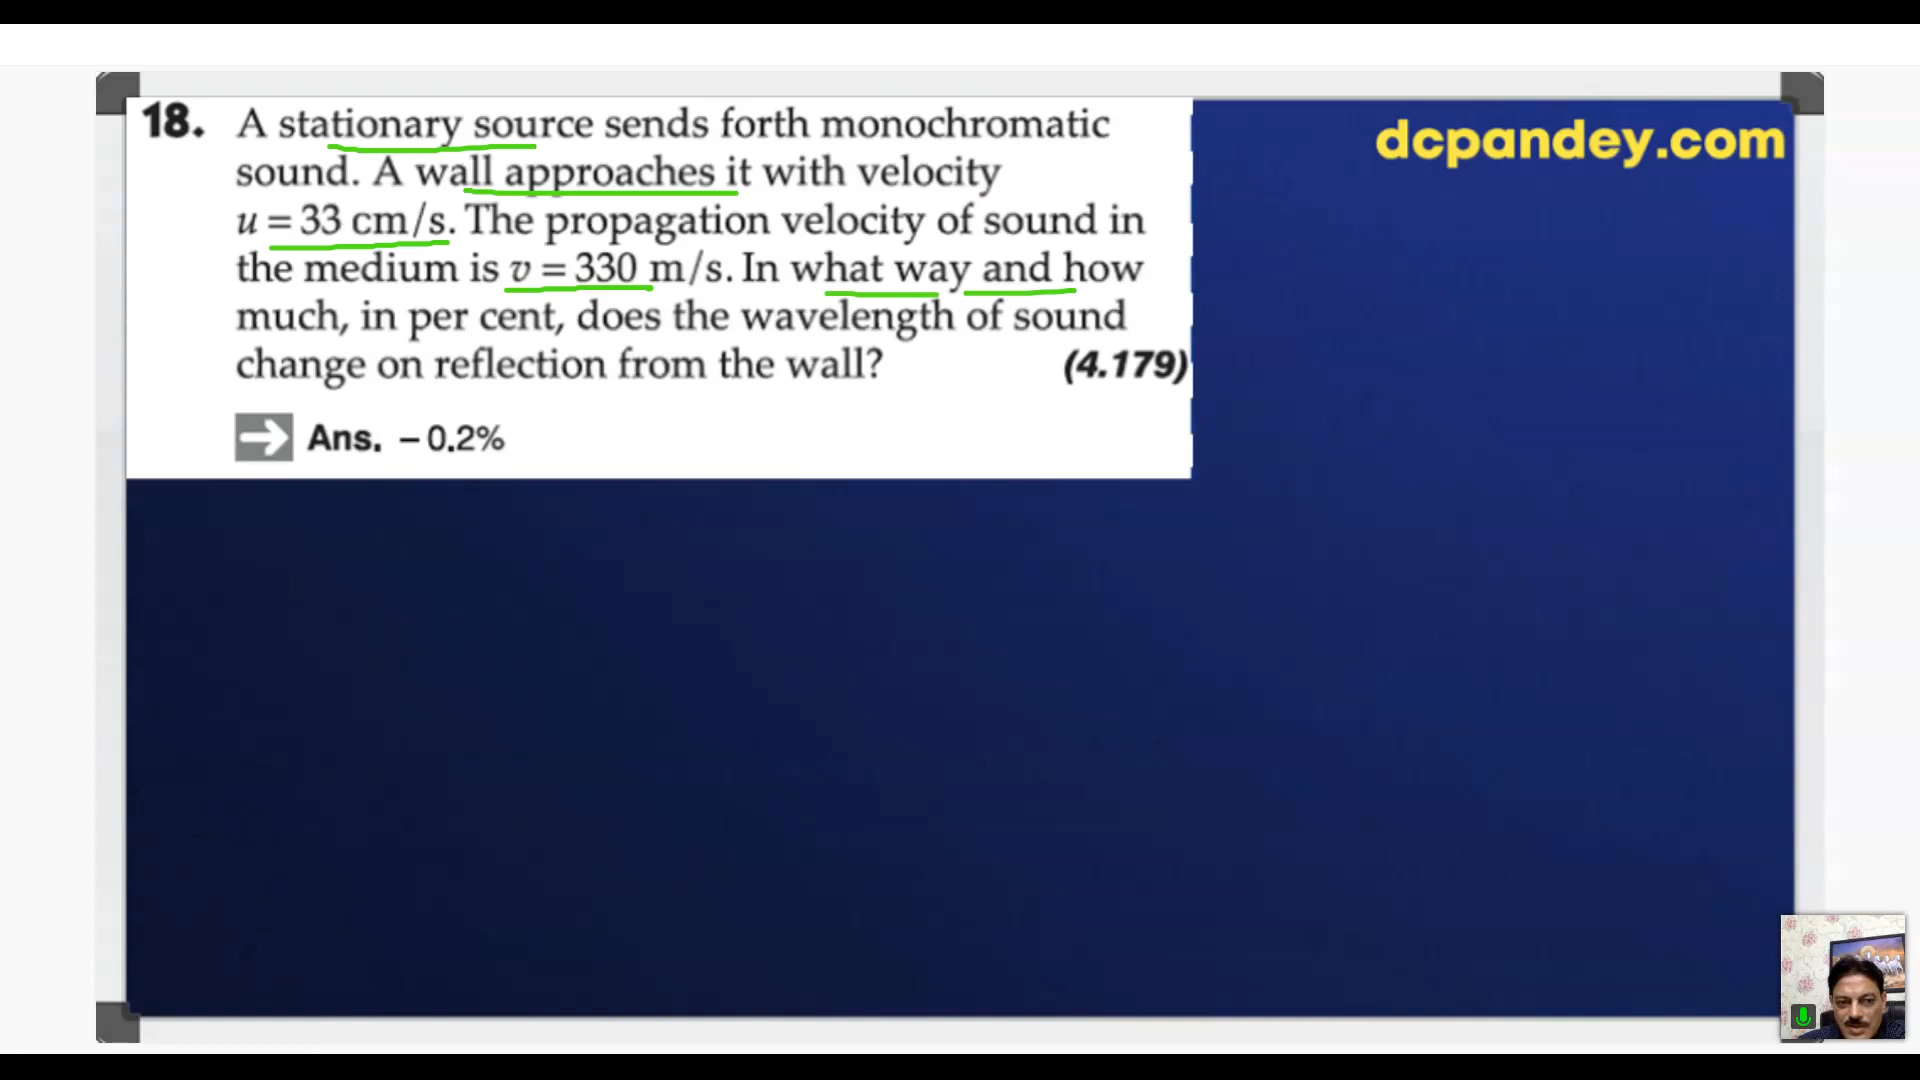 dcpandey.com
18. A stationary source sends forth monochromatic
sound. A wall approaches it with velocity
u = 33 cm/s. The propagation velocity of sound in
the medium is v = 330 m/s. In what way and how
much, in per cent, does the wavelength of sound
change on reflection from the wall? (4.179)
Ans. – 0.2%